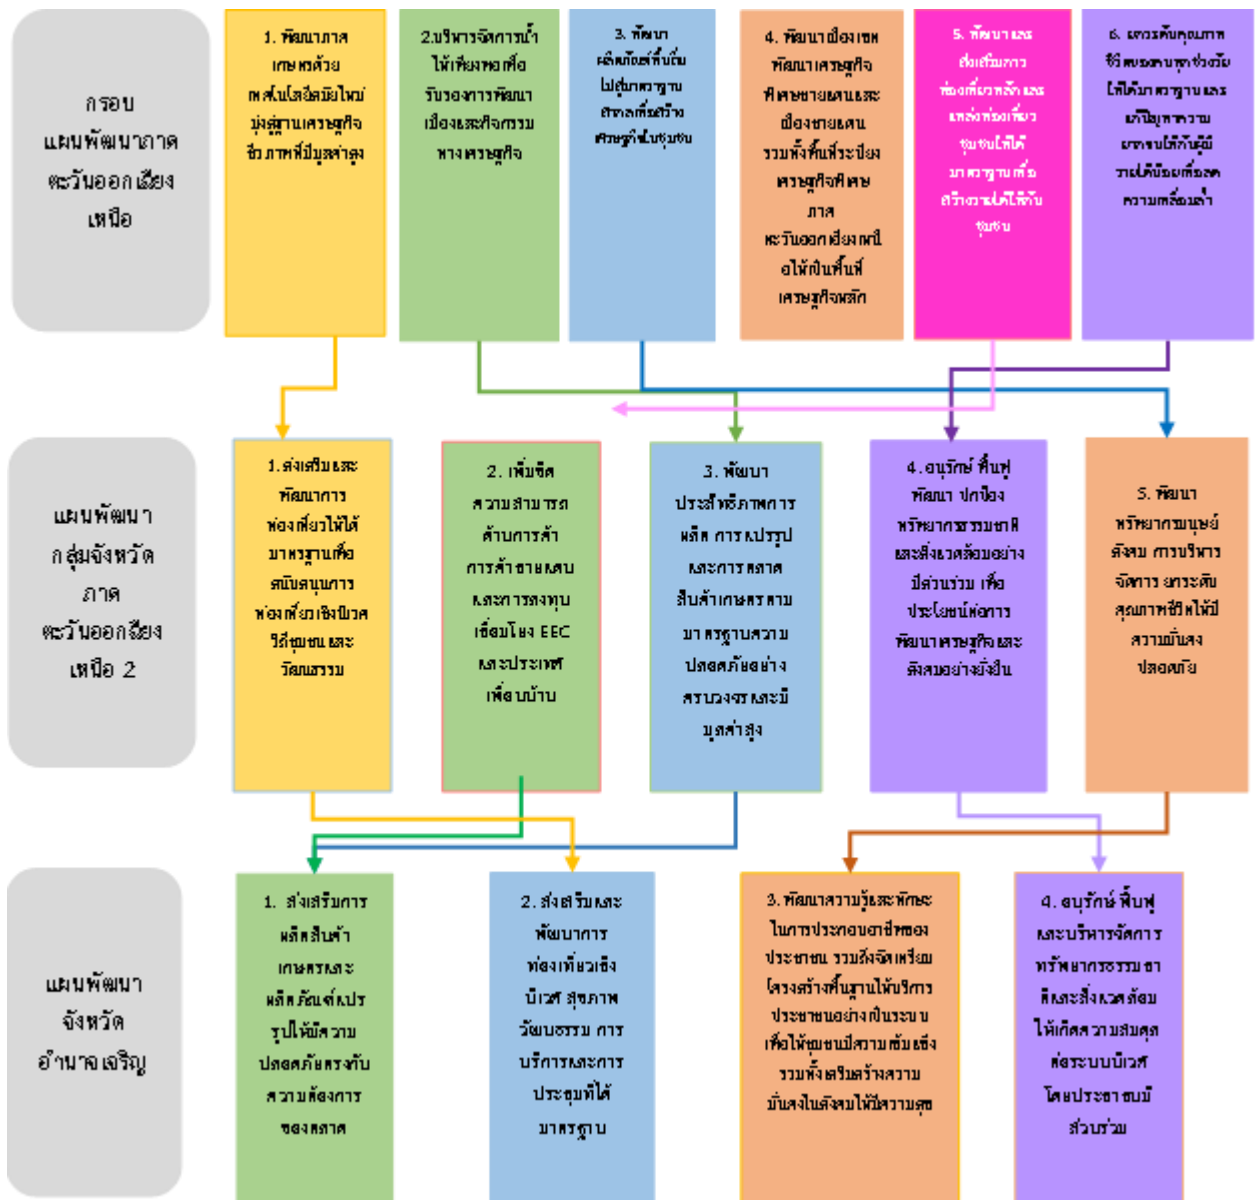 กรอบ
แผนพัฒนาภาค
ตะวันออกเฉียง
เหนือ
1. พัฒนาภาค
เกษตรด้วย
เทคโนโลยีสมัยใหม่
มุ่งสู่ฐานเศรษฐกิจ
ชีวภาพที่มีมูลค่าสูง
2.บริหารจัดการน้ำ
ให้เพียงพอเพื่อ
รับรองการพัฒนา
เมืองและกิจกรรม
ทางเศรษฐกิจ
3. พัฒนา
ผลิตภัณฑ์พื้นถิ่น
ไปสู่มาตรฐาน
สากลเพื่อสร้าง
เศรษฐกิจในชุมชน
4. พัฒนาเมืองเขต
พัฒนาเศรษฐกิจ
พิเศษชายแดนและ
เมืองชายแดน
รวมทั้งพื้นที่ระเบียง
เศรษฐกิจพิเศษ
ภาค
ตะวันออกเฉียงเหนื
อให้เป็นพื้นที่
เศรษฐกิจหลัก
5. พัฒนาและ
ส่งเสริมการ
ท่องเที่ยวหลักและ
แหล่งท่องเที่ยว
ชุมชนให้ได้
มาตรฐานเพื่อ
สร้างรายได้ให้กับ
ชุมชน
6. ยกระดับคุณภาพ
ชีวิตของคนทุกช่วงวัย
ให้ได้มาตรฐานและ
แก้ปัญหาความ
ยากจนให้กับผู้มี
รายได้น้อยเพื่อลด
ความเหลื่อมล้ำ
แผนพัฒนา
กลุ่มจังหวัด
ภาค
ตะวันออกเฉียง
เหนือ 2
1. ส่งเสริมและ
พัฒนาการ
ท่องเที่ยวให้ได้
มาตรฐานเพื่อ
สนับสนุนการ
ท่องเที่ยวเชิงนิเวศ
วิถีชุมชนและ
วัฒนธรรม
2. เพิ่มขีด
ความสามารถ
ด้านการค้า
การค้าชายแดน
และการลงทุน
เชื่อมโยง EEC
และประเทศ
เพื่อนบ้าน
3. พัฒนา
ประสิทธิภาพการ
ผลิต การแปรรูป
และการตลาด
สินค้าเกษตรตาม
มาตรฐานความ
ปลอดภัยอย่าง
ครบวงจรและมี
มูลค่าสูง
4. อนุรักษ์ ฟื้นฟู
พัฒนา ปกป้อง
ทรัพยากรธรรมชาติ
และสิ่งแวดล้อมอย่าง
มีส่วนร่วม เพื่อ
ประโยชน์ต่อการ
พัฒนาเศรษฐกิจและ
สังคมอย่างยั่งยืน
5. พัฒนา
ทรัพยากรมนุษย์
สังคม การบริหาร
จัดการ ยกระดับ
คุณภาพชีวิตให้มี
ความมั่นคง
ปลอดภัย
แผนพัฒนา
จังหวัด
อำนาจเจริญ
1. ส่งเสริมการ
ผลิตสินค้า
เกษตรและ
ผลิตภัณฑ์แปร
รูปให้มีความ
ปลอดภัยตรงกับ
ความต้องการ
ของตลาด
2. ส่งเสริมและ
พัฒนาการ
ท่องเที่ยวเชิง
นิเวศ สุขภาพ
วัฒนธรรม การ
บริการและการ
ประชุมที่ได้
มาตรฐาน
3. พัฒนาความรู้และทักษะ
ในการประกอบอาชีพของ
ประชาชน รวมถึงจัดเตรียม
โครงสร้างพื้นฐานให้บริการ
ประชาชนอย่างเป็นระบบ
เพื่อให้ชุมชนมีความเข้มแข็ง
รวมทั้งเสริมสร้างความ
มั่นคงในสังคมให้มีความสุข
4. อนุรักษ์ ฟื้นฟู
และบริหารจัดการ
ทรัพยากรธรรมชา
ติและสิ่งแวดล้อม
ให้เกิดความสมดุล
ต่อระบบนิเวศ
โดยประชาชนมี
ส่วนร่วม